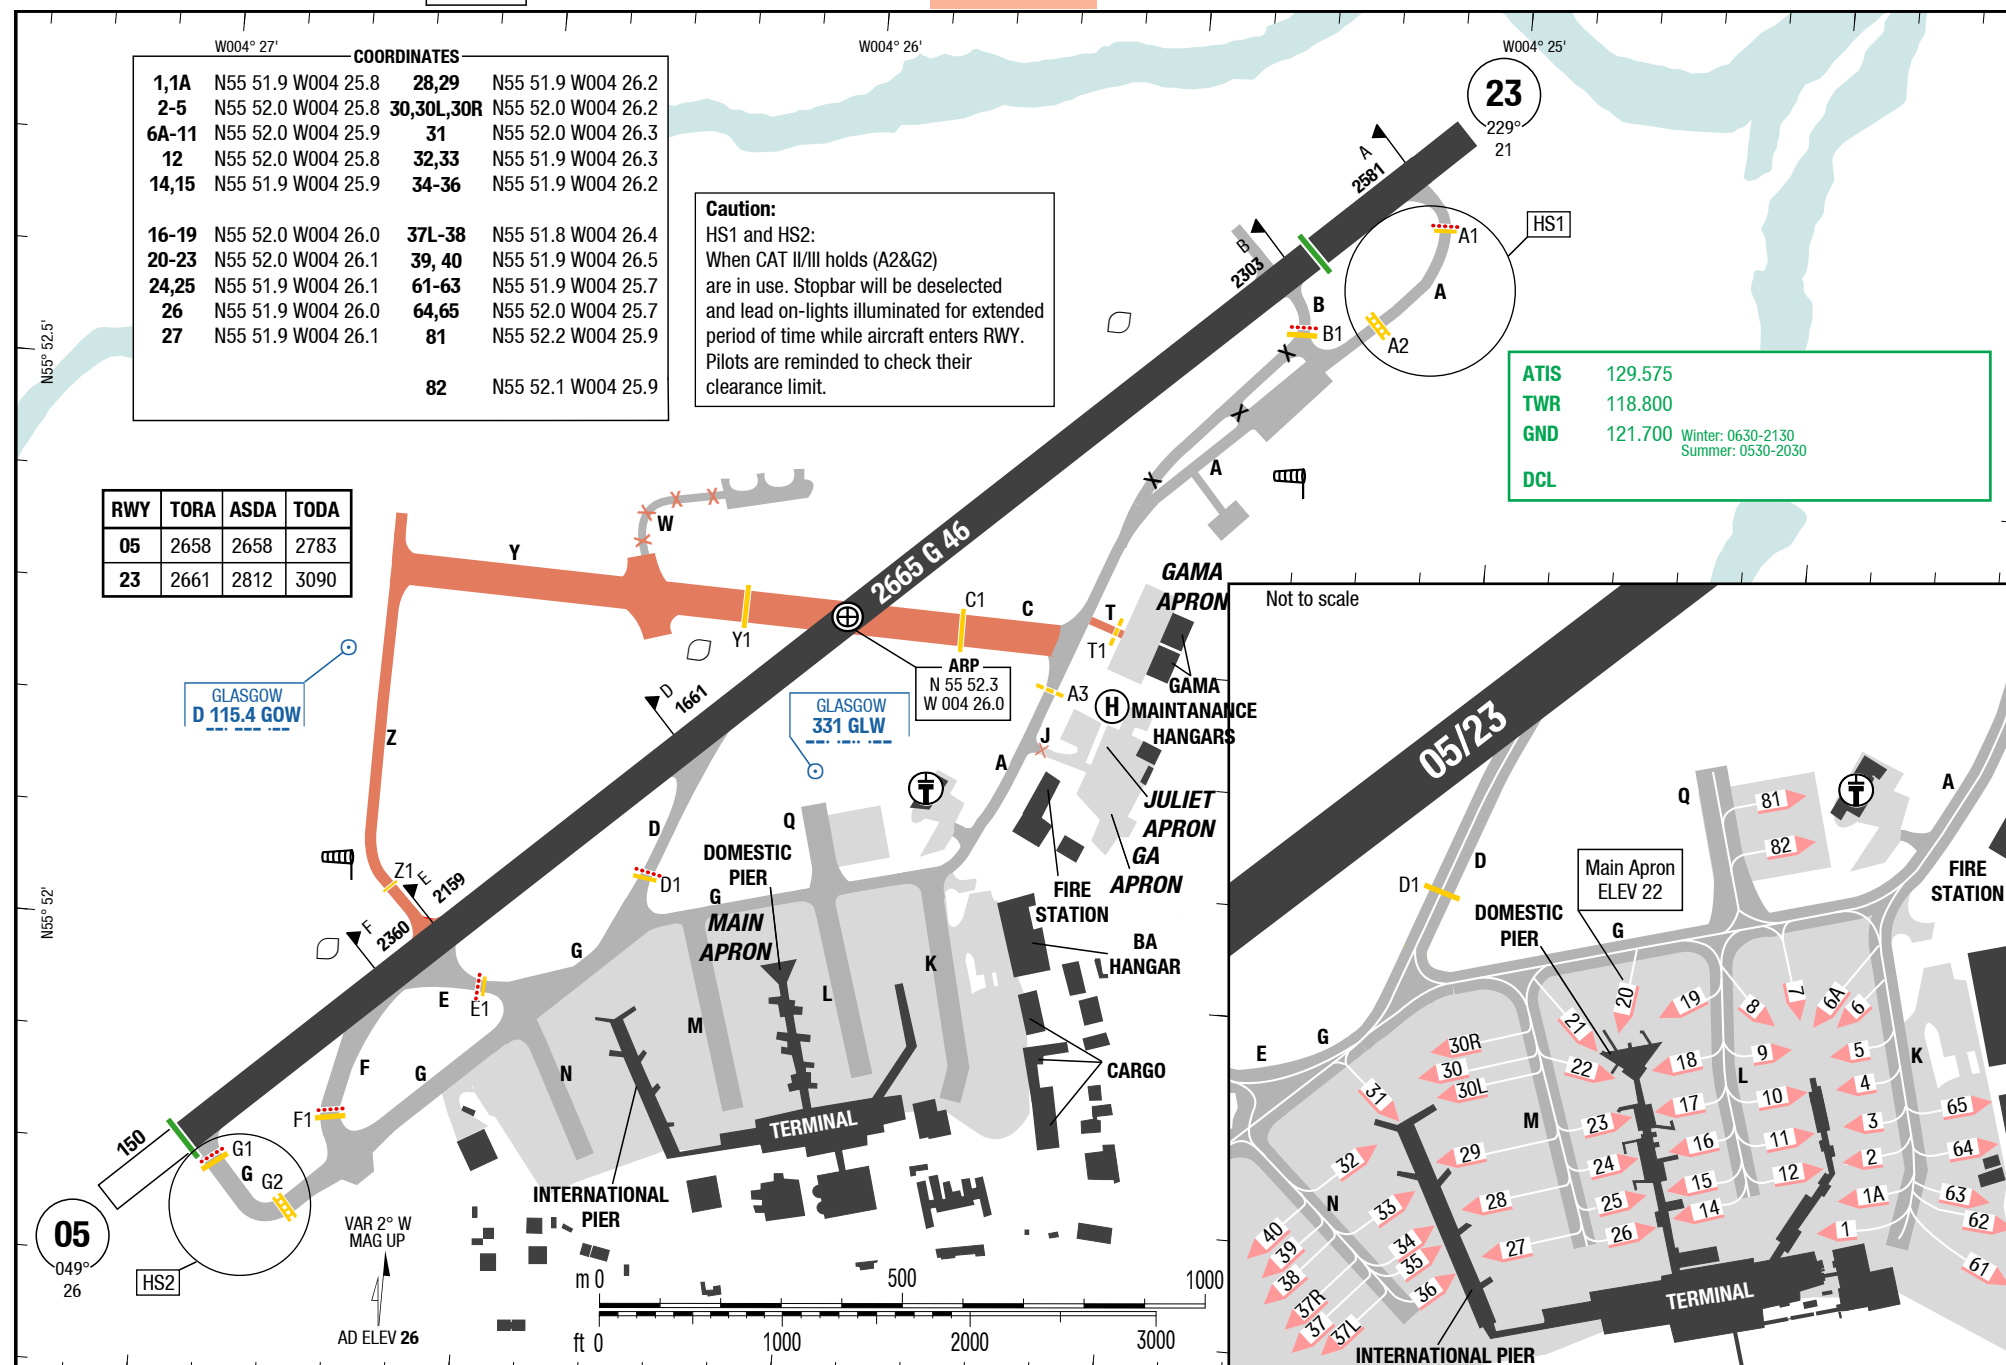 W004° 27'
W004° 26'
W004° 25'
N55° 52.5'
N55° 52'
COORDINATES
1,1A N55 51.9 W004 25.8 28,29 N55 51.9 W004 26.2
2-5 N55 52.0 W004 25.8 30,30L,30R N55 52.0 W004 26.2
6A-11 N55 52.0 W004 25.9 31 N55 52.0 W004 26.3
12 N55 52.0 W004 25.8 32,33 N55 51.9 W004 26.3
14,15 N55 51.9 W004 25.9 34-36 N55 51.9 W004 26.2
16-19 N55 52.0 W004 26.0 37L-38 N55 51.8 W004 26.4
20-23 N55 52.0 W004 26.1 39, 40 N55 51.9 W004 26.5
24,25 N55 51.9 W004 26.1 61-63 N55 51.9 W004 25.7
26 N55 51.9 W004 26.0 64,65 N55 52.0 W004 25.7
27 N55 51.9 W004 26.1 81 N55 52.2 W004 25.9
82 N55 52.1 W004 25.9
Caution:
HS1 and HS2:
When CAT II/III holds (A2&G2)
are in use. Stopbar will be deselected
and lead on-lights illuminated for extended
period of time while aircraft enters RWY.
Pilots are reminded to check their
clearance limit.
23
229°
21
A
2581
B
2303
HS1
A1
A
B
B1
A2
A
ATIS 129.575
TWR 118.800
GND 121.700 Winter: 0630-2130
Summer: 0530-2030
DCL
RWY TORA ASDA TODA
05 2658 2658 2783
23 2661 2812 3090
W
Y
2665 G 46
Y1
C1
C
T
T1
GAMA
APRON
ARP
N 55 52.3
W 004 26.0
A3
H
GAMA
MAINTANANCE
HANGARS
GLASGOW
D 115.4 GOW
GLASGOW
331 GLW
D
1661
Z
J
A
JULIET
APRON
GA
APRON
Q
D
D1
DOMESTIC
PIER
G
MAIN
APRON
FIRE
STATION
BA
HANGAR
Z1
E
2159
F
2360
G
E
E1
K
L
M
N
F
G
F1
CARGO
TERMINAL
INTERNATIONAL
PIER
150
G1
G
G2
05
049°
26
HS2
VAR 2° W
MAG UP
AD ELEV 26
m 0 500 1000
ft 0 1000 2000 3000
Not to scale
05/23
Q
81
82
A
D
D1
Main Apron
ELEV 22
FIRE
STATION
DOMESTIC
PIER
G
E
G
20
19
21
22
8
7
6A
6
30R
30
30L
31
18
9
5
K
L
17
10
4
65
M
23
16
11
3
64
29
32
24
15
12
2
N
33
28
25
14
1A
63
62
40
39
38
37R
37
37L
34
35
36
27
26
1
61
TERMINAL
INTERNATIONAL PIER